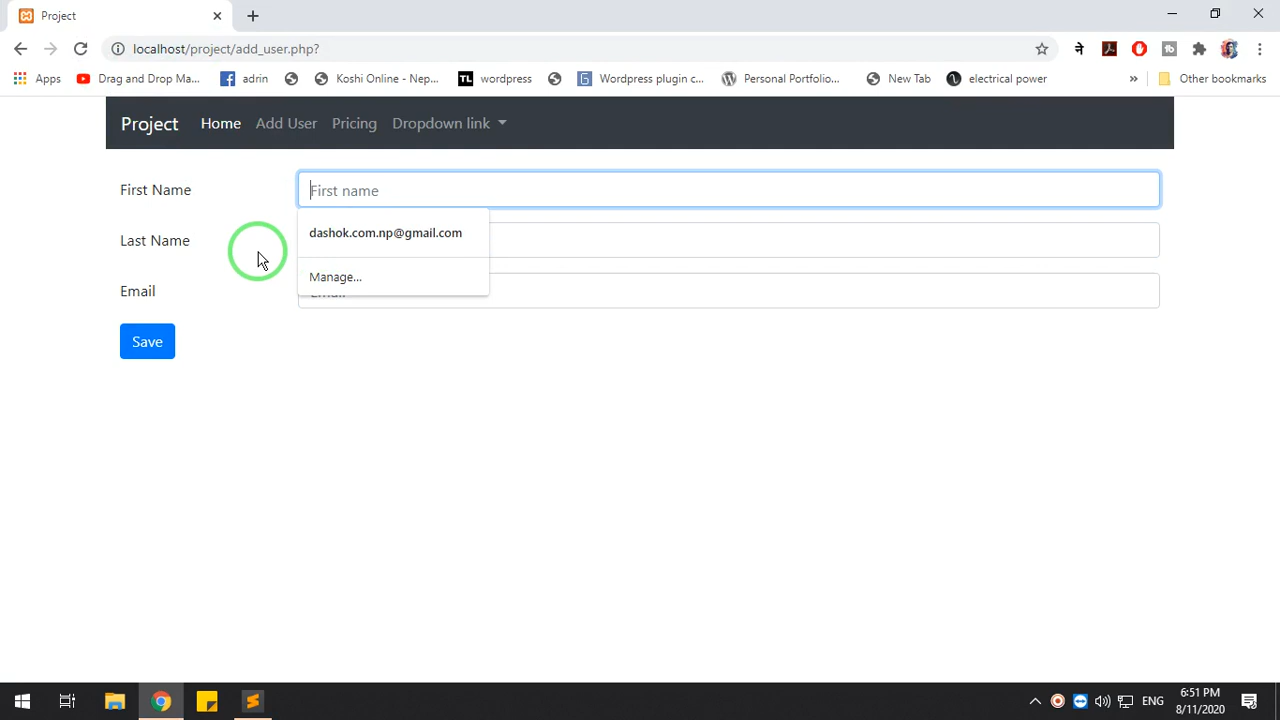 Project
localhost/project/add_user.php?
Apps
Drag and Drop Ma...
adrin
Koshi Online - Nep...
TL
wordpress
Wordpress plugin c...
Personal Portfolio...
New Tab
electrical power
»
Other bookmarks
Project
Home
Add User
Pricing
Dropdown link
First Name
First name
dashok.com.np@gmail.com
Last Name
Manage...
Email
Email
Save
ENG
6:51 PM
8/11/2020